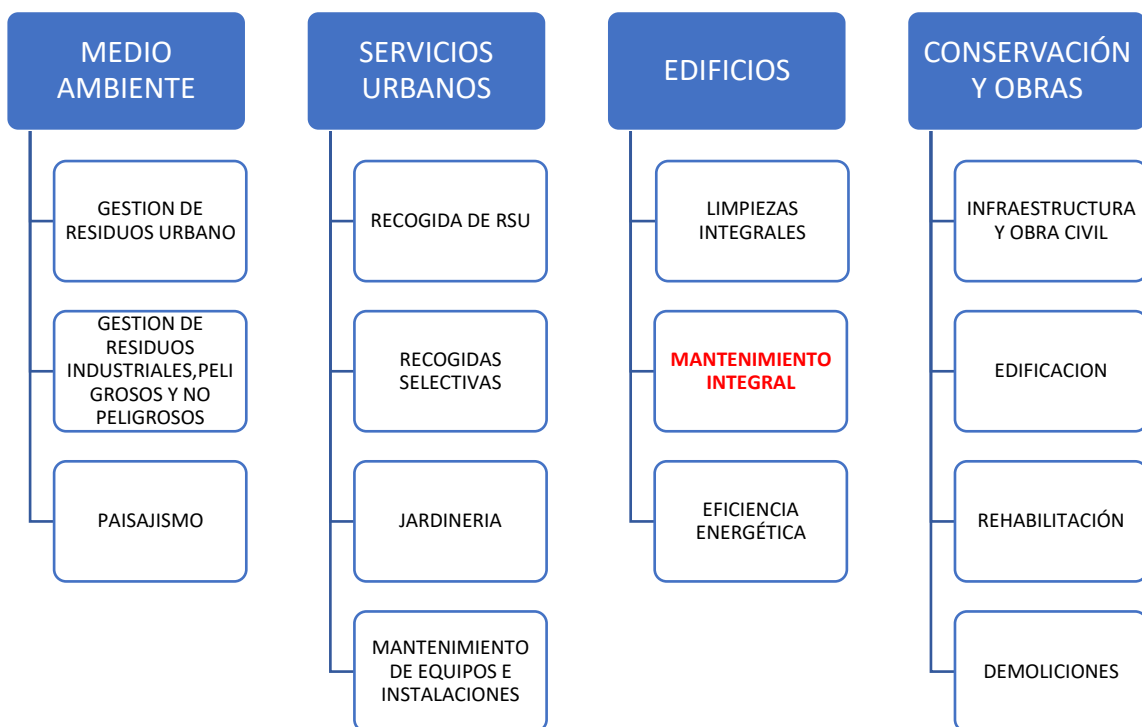 MEDIO
AMBIENTE
GESTION DE
RESIDUOS URBANO
GESTION DE
RESIDUOS
INDUSTRIALES,PELI
GROSOS Y NO
PELIGROSOS
PAISAJISMO
SERVICIOS
URBANOS
RECOGIDA DE RSU
RECOGIDAS
SELECTIVAS
JARDINERIA
MANTENIMIENTO
DE EQUIPOS E
INSTALACIONES
EDIFICIOS
LIMPIEZAS
INTEGRALES
MANTENIMIENTO
INTEGRAL
EFICIENCIA
ENERGÉTICA
CONSERVACIÓN
Y OBRAS
INFRAESTRUCTURA
Y OBRA CIVIL
EDIFICACION
REHABILITACIÓN
DEMOLICIONES